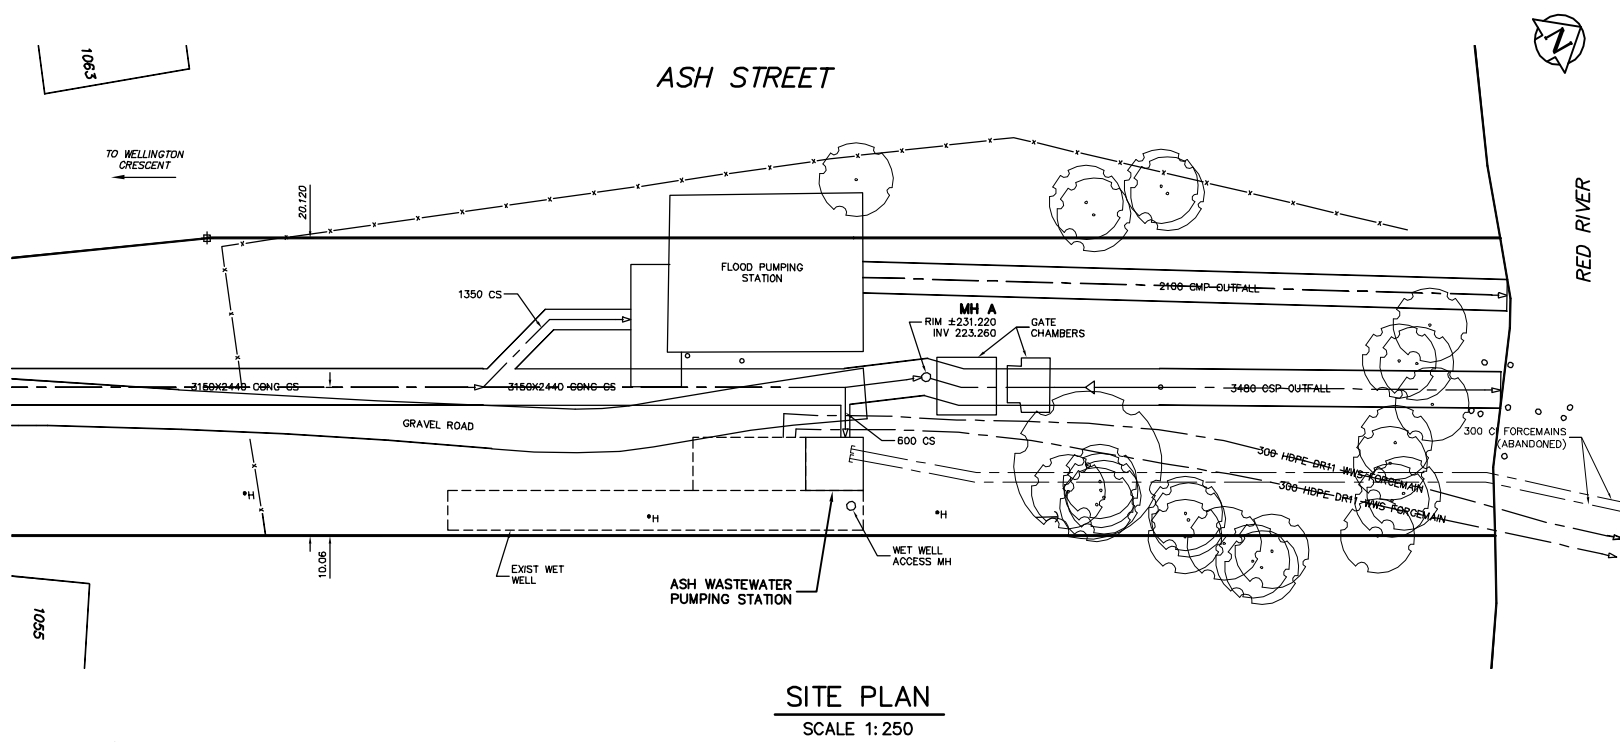 1063
ASH STREET
N
TO WELLINGTON
CRESCENT
20.120
RED RIVER
FLOOD PUMPING
STATION
2100 CMP OUTFALL
1350 CS
MH A
RIM ±231.220
INV 223.260
GATE
CHAMBERS
3150X2440 CONC CS
3150X2440 CONC CS
3480 CSP OUTFALL
GRAVEL ROAD
600 CS
300 CI FORCEMAINS
(ABANDONED)
300 HDPE DR11 WWS FORCEMAIN
300 HDPE DR11 WWS FORCEMAIN
H
H
H
10.06
EXIST WET
WELL
WET WELL
ACCESS MH
ASH WASTEWATER
PUMPING STATION
1055
SITE PLAN
SCALE 1:250